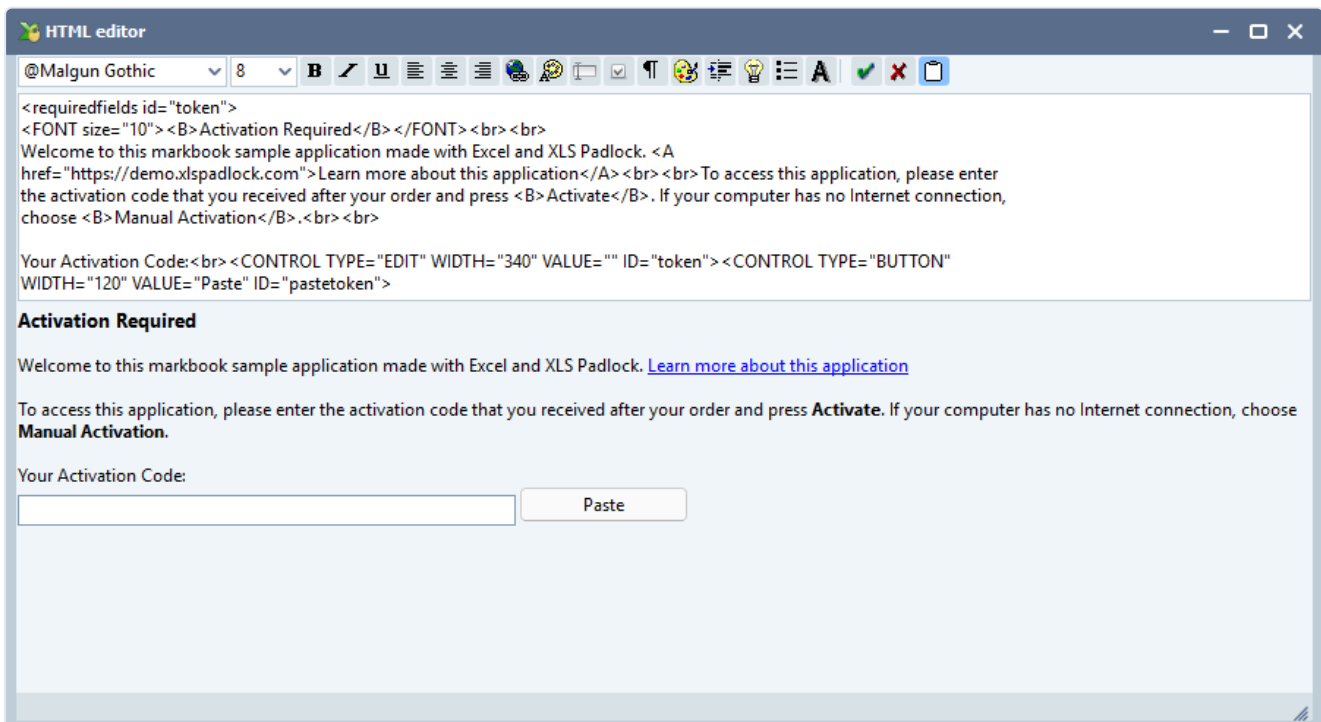 HTML editor
@Malgun Gothic 8 B I U A
<requiredfields id="token">
<FONT size="10"><B>Activation Required</B></FONT><br><br>
Welcome to this markbook sample application made with Excel and XLS Padlock. <A
href="https://demo.xlspadlock.com">Learn more about this application</A><br><br>To access this application, please enter
the activation code that you received after your order and press <B>Activate</B>. If your computer has no Internet connection,
choose <B>Manual Activation</B>.<br><br>
Your Activation Code:<br><CONTROL TYPE="EDIT" WIDTH="340" VALUE="" ID="token"><CONTROL TYPE="BUTTON"
WIDTH="120" VALUE="Paste" ID="pastetoken">
Activation Required
Welcome to this markbook sample application made with Excel and XLS Padlock. Learn more about this application
To access this application, please enter the activation code that you received after your order and press Activate. If your computer has no Internet connection, choose
Manual Activation.
Your Activation Code:
Paste